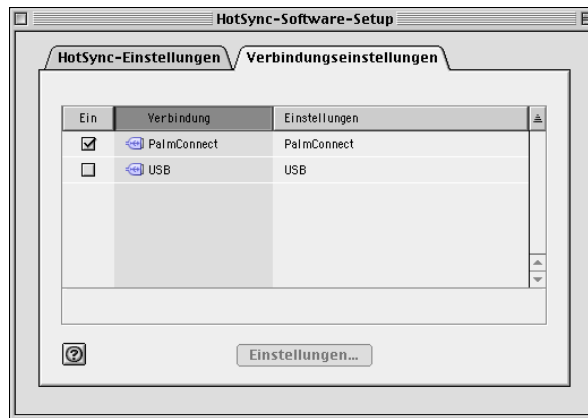 HotSync-Software-Setup
HotSync-Einstellungen Verbindungseinstellungen
Ein Verbindung Einstellungen
PalmConnect PalmConnect
USB USB
Einstellungen...